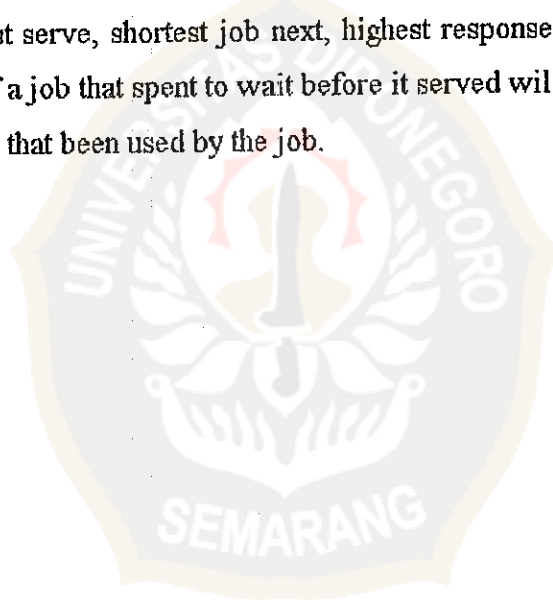 t serve, shortest job next, highest response
a job that spent to wait before it served wil
that been used by the job.
UNIVERSITAS DIPONEGORO
SEMARANG